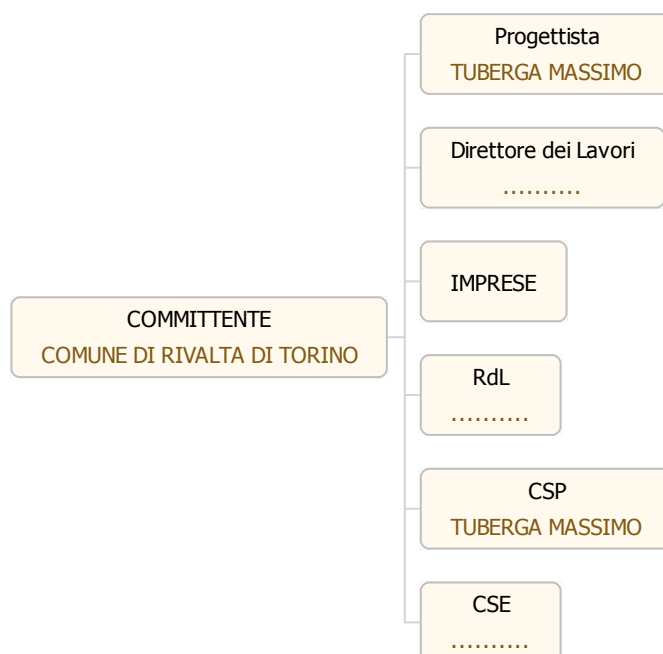 Progettista
TUBERGA MASSIMO
Direttore dei Lavori
..........
IMPRESE
COMMITTENTE
COMUNE DI RIVALTA DI TORINO
RdL
..........
CSP
TUBERGA MASSIMO
CSE
..........